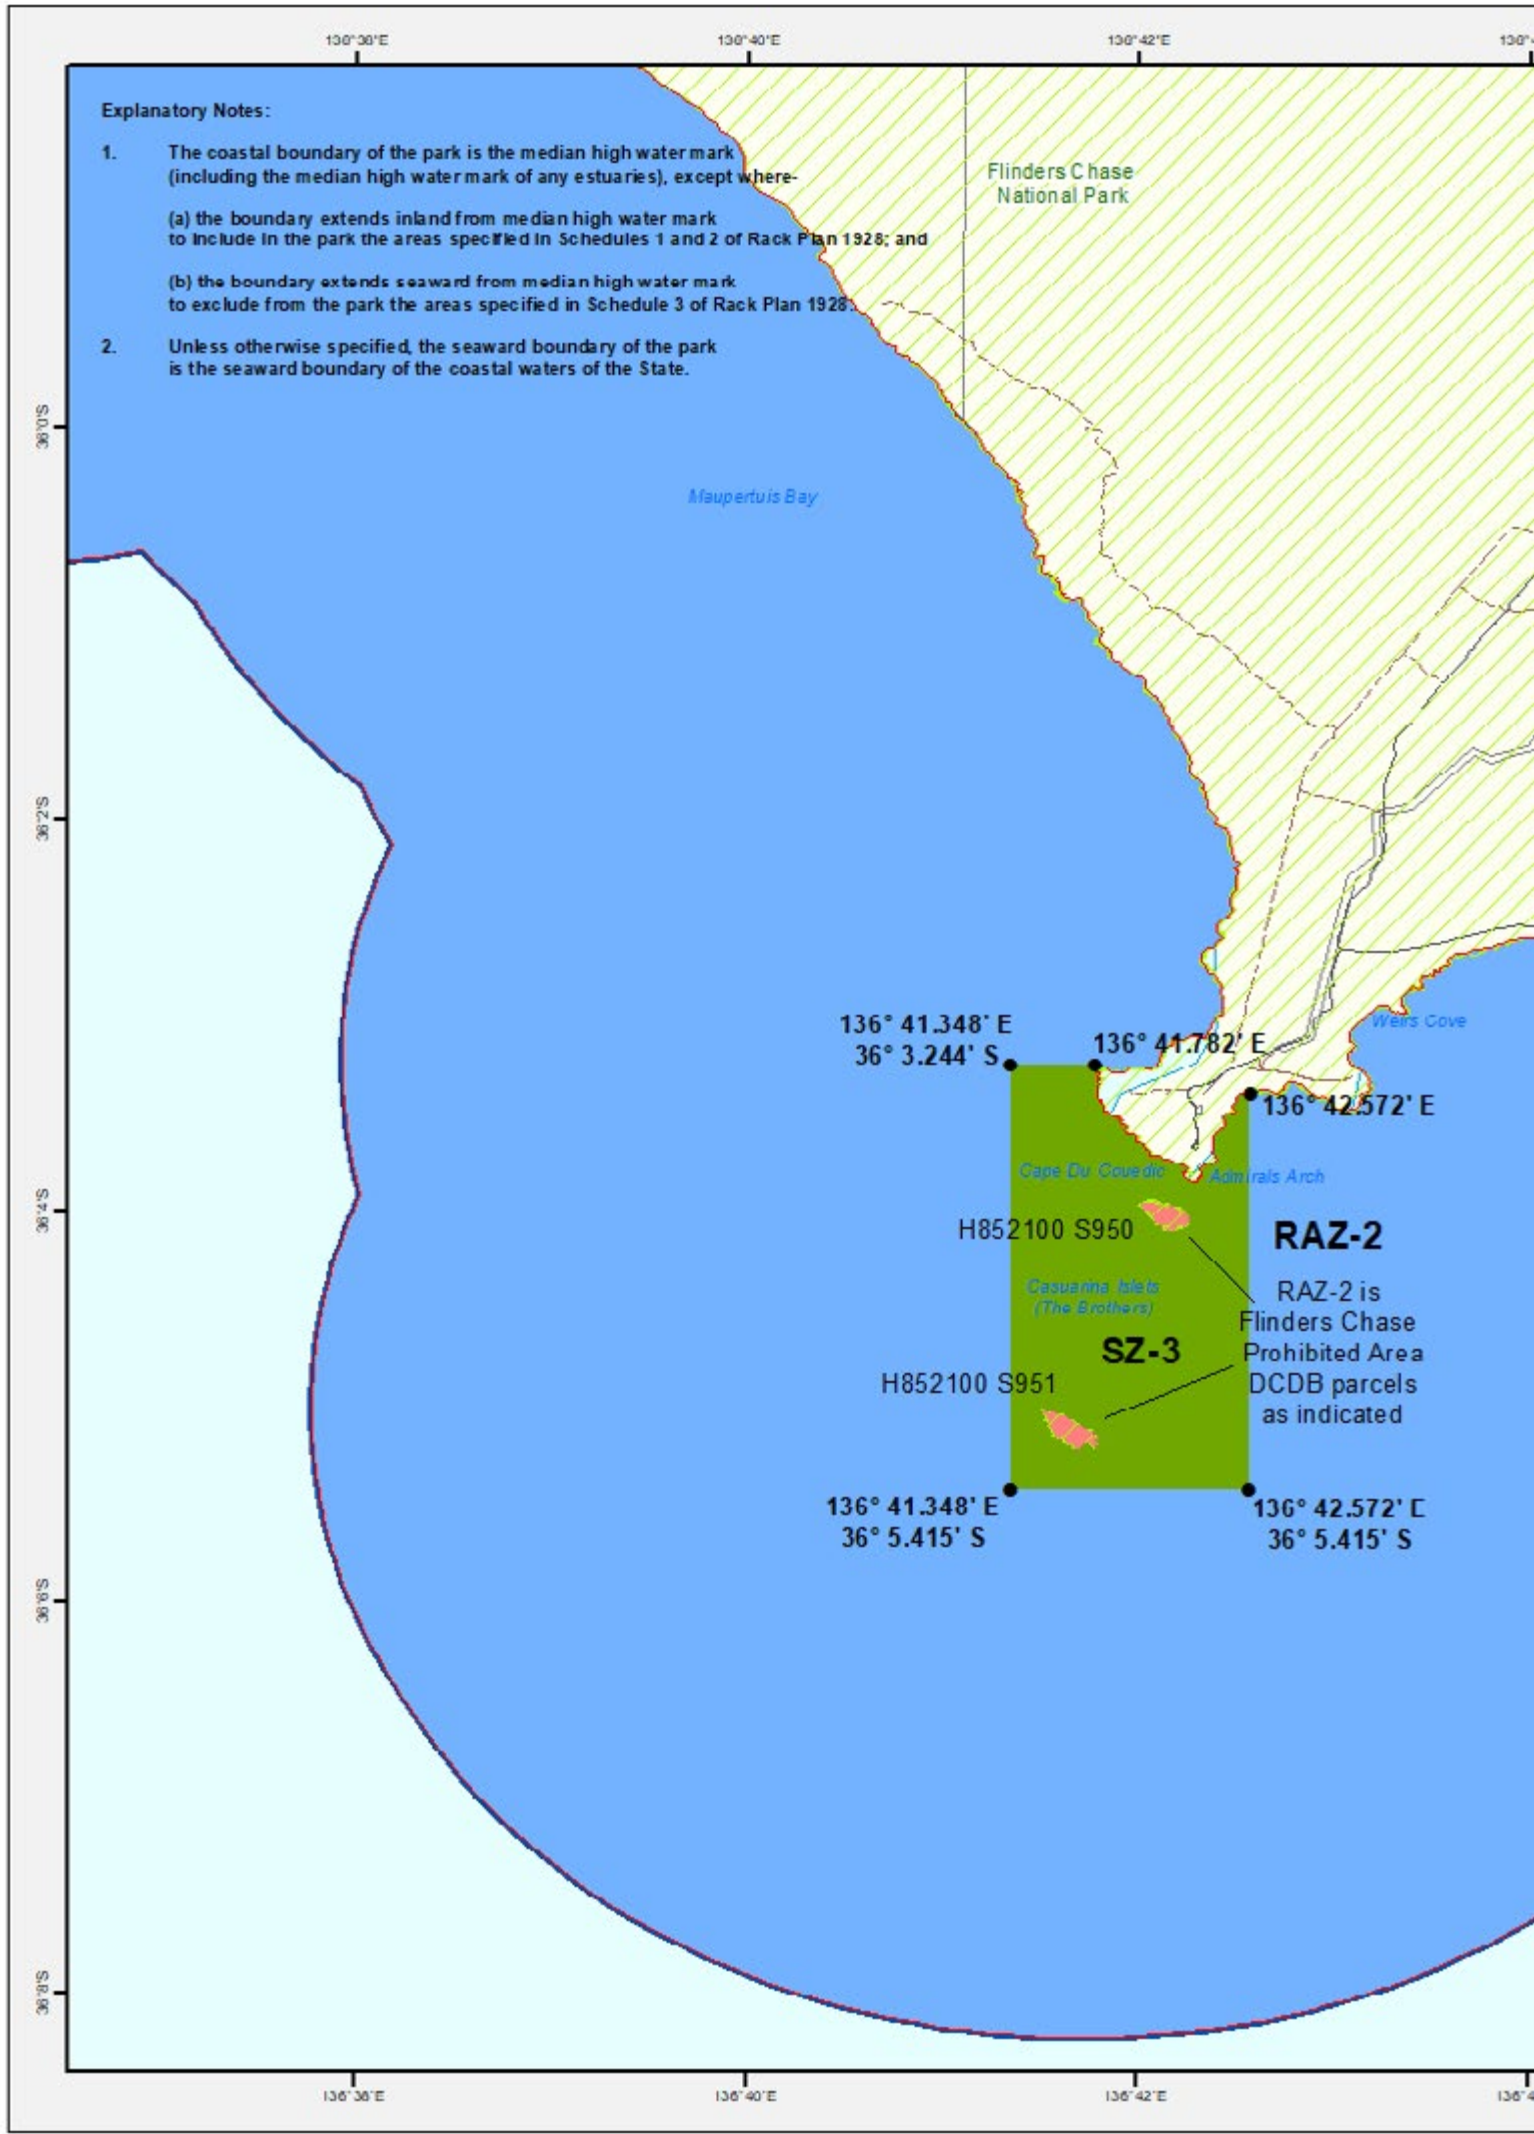 136°38'E 136°40'E 136°42'E
Explanatory Notes:
1. The coastal boundary of the park is the median high water mark
(including the median high water mark of any estuaries), except where-
(a) the boundary extends inland from median high water mark
to include in the park the areas specified in Schedules 1 and 2 of Rack Plan 1928; and
(b) the boundary extends seaward from median high water mark
to exclude from the park the areas specified in Schedule 3 of Rack Plan 1928.
2. Unless otherwise specified, the seaward boundary of the park
is the seaward boundary of the coastal waters of the State.
Flinders Chase
National Park
36°0'S
Maupertuis Bay
36°2'S
136° 41.348' E
36° 3.244' S
136° 41.782' E
Weirs Cove
136° 42.572' E
Cape Du Couedic
Admirals Arch
36°4'S
H852100 S950
RAZ-2
Casuarina Islets
(The Brothers)
RAZ-2 is
Flinders Chase
Prohibited Area
DCDB parcels
as indicated
SZ-3
H852100 S951
136° 41.348' E
36° 5.415' S
136° 42.572' E
36° 5.415' S
36°6'S
36°8'S
136°38'E 136°40'E 136°42'E